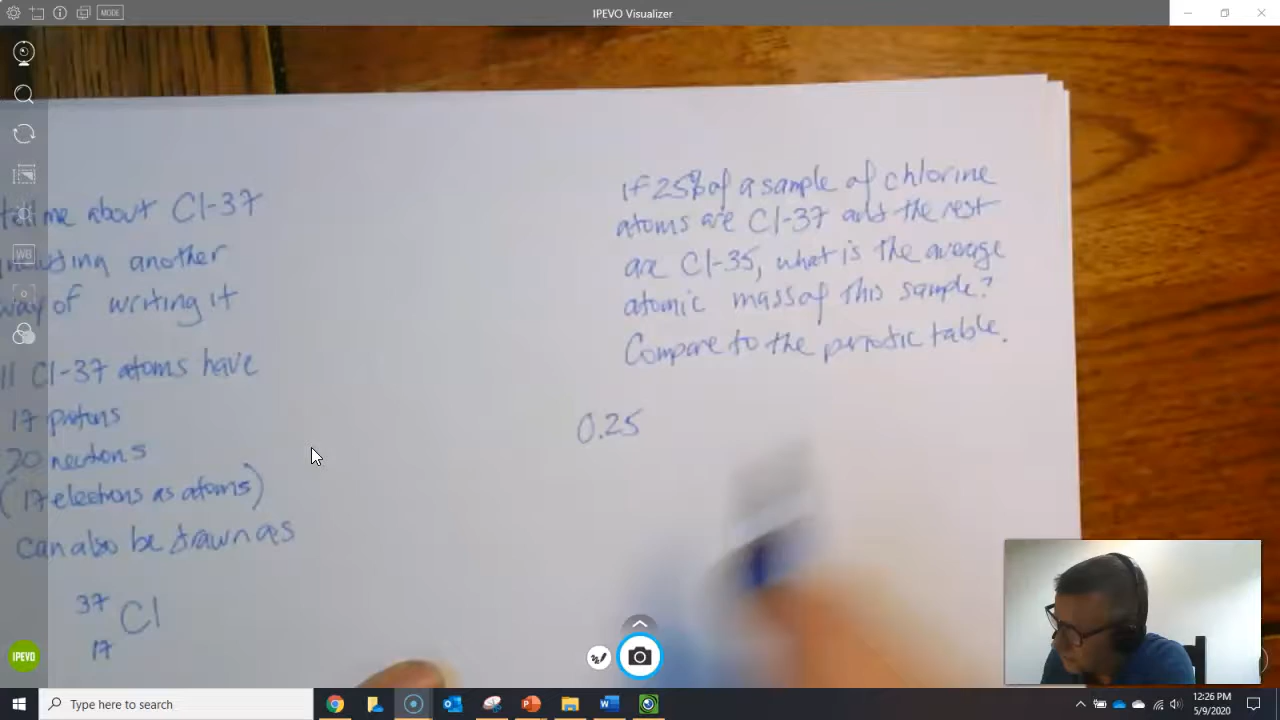 IPEVO Visualizer
MODE
tell me about Cl-37
another
way of writing it
Cl-37 atoms have
17 protons
20 neutrons
(17 electrons as atoms)
can also be drawn as
37
Cl
17
if 25% of a sample of chlorine
atoms are Cl-37 and the rest
are Cl-35, what is the average
atomic mass of this sample?
Compare to the periodic table.
0.25
WB
IPEVO
Type here to search
12:26 PM
5/9/2020